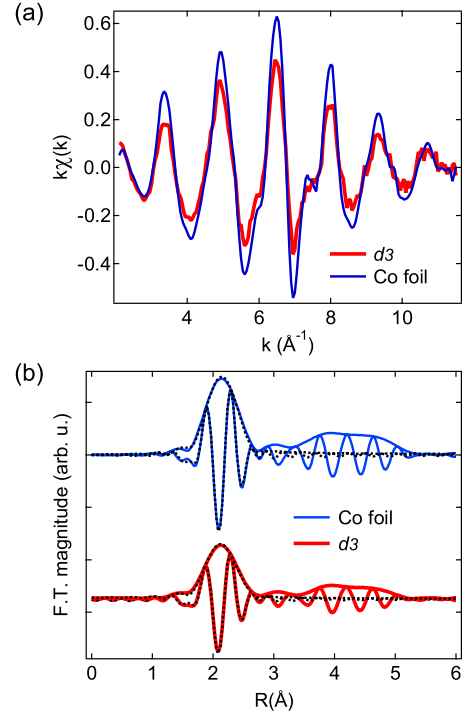 (a)
0.6
0.4
0.2
0.0
-0.2
-0.4
kχ(k)
d3
Co foil
4
6
8
10
k (Å⁻¹)
(b)
F.T. magnitude (arb. u.)
Co foil
d3
0
1
2
3
4
5
6
R(Å)